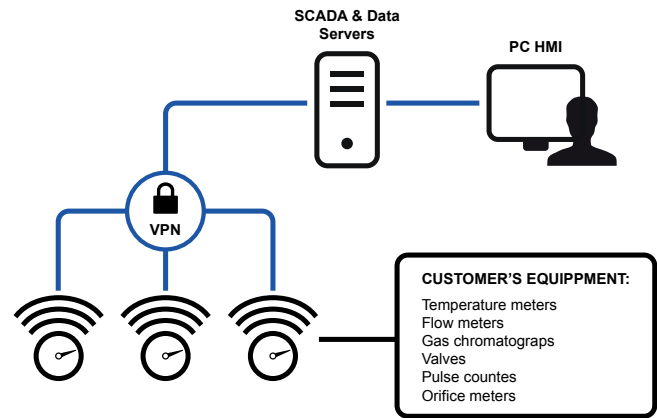 SCADA & Data
Servers
PC HMI
VPN
CUSTOMER'S EQUIPPMENT:
Temperature meters
Flow meters
Gas chromatograps
Valves
Pulse countes
Orifice meters